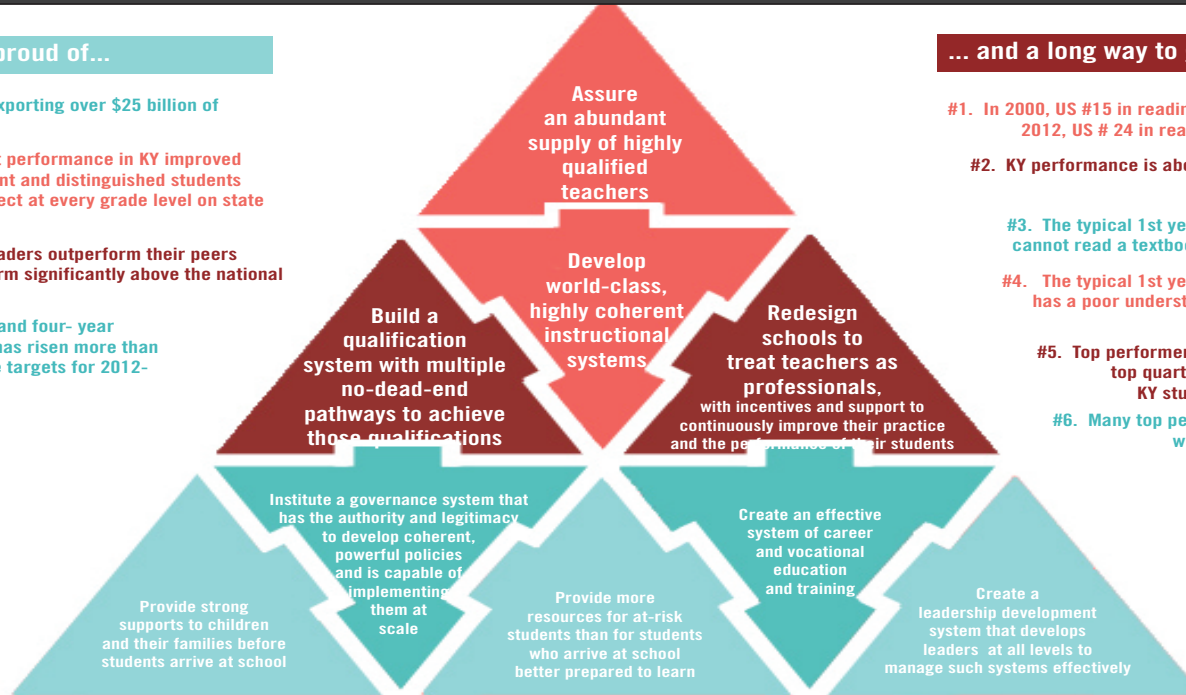 proud of...
xporting over $25 billion of
performance in KY improved
nt and distinguished students
ect at every grade level on state
aders outperform their peers
rm significantly above the national
and four- year
has risen more than
e targets for 2012-
Assure
an abundant
supply of highly
qualified
teachers
Develop
world-class,
highly coherent
instructional
systems
Build a
qualification
system with multiple
no-dead-end
pathways to achieve
those qualifications
Redesign
schools to
treat teachers as
professionals,
with incentives and support to
continuously improve their practice
and the performance of their students
Institute a governance system that
has the authority and legitimacy
to develop coherent,
powerful policies
and is capable of
implementing
them at
scale
Create an effective
system of career
and vocational
education
and training
Provide strong
supports to children
and their families before
students arrive at school
Provide more
resources for at-risk
students than for students
who arrive at school
better prepared to learn
Create a
leadership development
system that develops
leaders at all levels to
manage such systems effectively
... and a long way to
#1. In 2000, US #15 in readin
2012, US # 24 in rea
#2. KY performance is abo
#3. The typical 1st ye
cannot read a textboo
#4. The typical 1st ye
has a poor underst
#5. Top performer
top quart
KY stu
#6. Many top pe
w